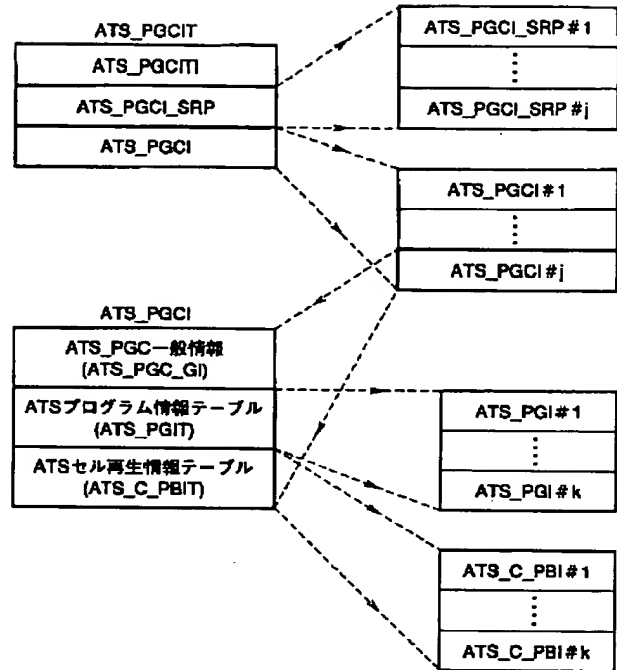 ATS_PGCIT
ATS_PGCITI
ATS_PGCI_SRP
ATS_PGCI
ATS_PGCI_SRP#1
⋮
ATS_PGCI_SRP#j
ATS_PGCI#1
⋮
ATS_PGCI#j
ATS_PGCI
ATS_PGC一般情報
(ATS_PGC_GI)
ATSプログラム情報テーブル
(ATS_PGIT)
ATSセル再生情報テーブル
(ATS_C_PBIT)
ATS_PGI#1
⋮
ATS_PGI#k
ATS_C_PBI#1
⋮
ATS_C_PBI#k